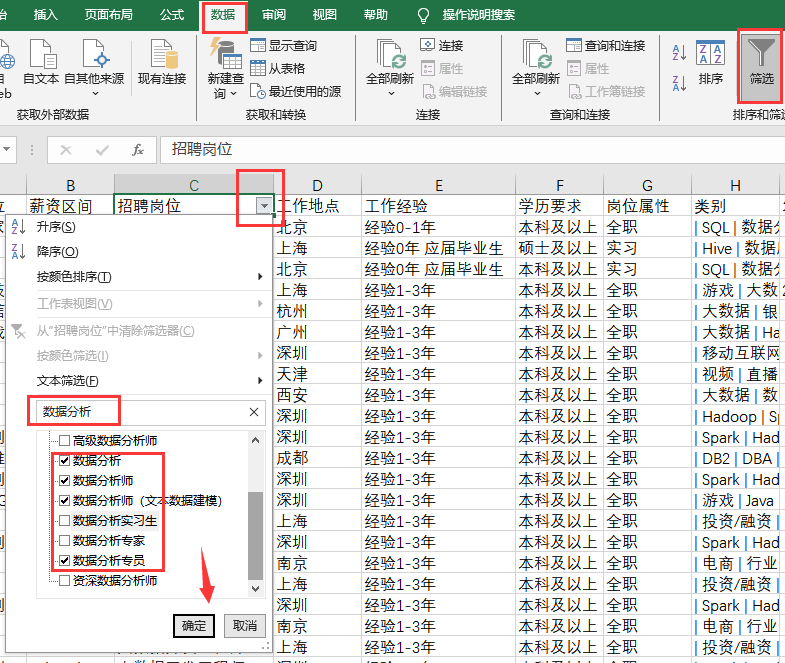 台 插入 页面布局 公式 数据 审阅 视图 帮助 操作说明搜索
自 自文本 自其他来源 现有连接 新建查询 显示查询 从表格 最近使用的源 全部刷新 连接 属性 编辑链接 全部刷新 查询和连接 属性 工作簿链接 排序 筛选
eb
获取外部数据 获取和转换 连接 查询和连接 排序和筛选
fx 招聘岗位
B C D E F G H
位 薪资区间 招聘岗位 工作地点 工作经验 学历要求 岗位属性 类别
升序(S) 北京 经验0-1年 本科及以上 全职 | SQL | 数据分
降序(O) 上海 经验0年 应届毕业生 硕士及以上 实习 | Hive | 数据
按颜色排序(T) 北京 经验0年 应届毕业生 本科及以上 实习 | SQL | 数据分
工作表视图(V) 上海 经验1-3年 本科及以上 全职 | 游戏 | 大数
杭州 经验1-3年 本科及以上 全职 | 大数据 | 银
从"招聘岗位"中清除筛选器(C) 广州 经验1-3年 本科及以上 全职 | 大数据 | Ha
按颜色筛选(I) 深圳 经验1-3年 本科及以上 全职 | 移动互联网
文本筛选(F) 天津 经验1-3年 本科及以上 全职 | 视频 | 直播
西安 经验1-3年 本科及以上 全职 | 大数据 | 数
数据分析 深圳 经验1-3年 本科及以上 全职 | Hadoop | Sp
高级数据分析师 深圳 经验1-3年 本科及以上 全职 | Spark | Had
数据分析 成都 经验1-3年 本科及以上 全职 | DB2 | DBA |
数据分析师 深圳 经验1-3年 本科及以上 全职 | Spark | Had
数据分析师（文本数据建模） 深圳 经验1-3年 本科及以上 全职 | 游戏 | Java
数据分析实习生 上海 经验1-3年 本科及以上 全职 | 投资/融资 |
数据分析专家 深圳 经验1-3年 本科及以上 全职 | Spark | Had
数据分析专员 南京 经验1-3年 本科及以上 全职 | 电商 | 行业
资深数据分析师 上海 经验1-3年 本科及以上 全职 | 投资/融资 |
深圳 经验1-3年 本科及以上 全职 | Spark | Had
确定 取消 南京 经验1-3年 本科及以上 全职 | 电商 | 行业
上海 经验1-3年 本科及以上 全职 | 投资/融资 |
深圳 经验1-3年 本科及以上 全职 | Spark | Had